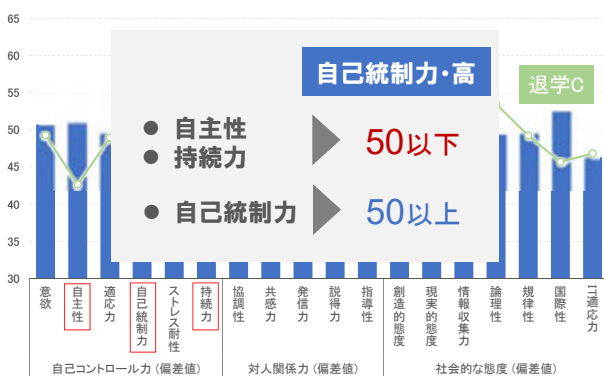 65
60
55
50
45
40
35
30
自己統制力・高
退学C
● 自主性
● 持続力
50以下
● 自己統制力
50以上
意欲
自主性
適応力
自己統制力
ストレス耐性
持続力
協調性
共感力
発信力
説得力
指導性
創造的態度
現実的態度
情報収集力
論理性
規律性
国際性
IT適応力
自己コントロール力（偏差値）
対人関係力（偏差値）
社会的な態度（偏差値）